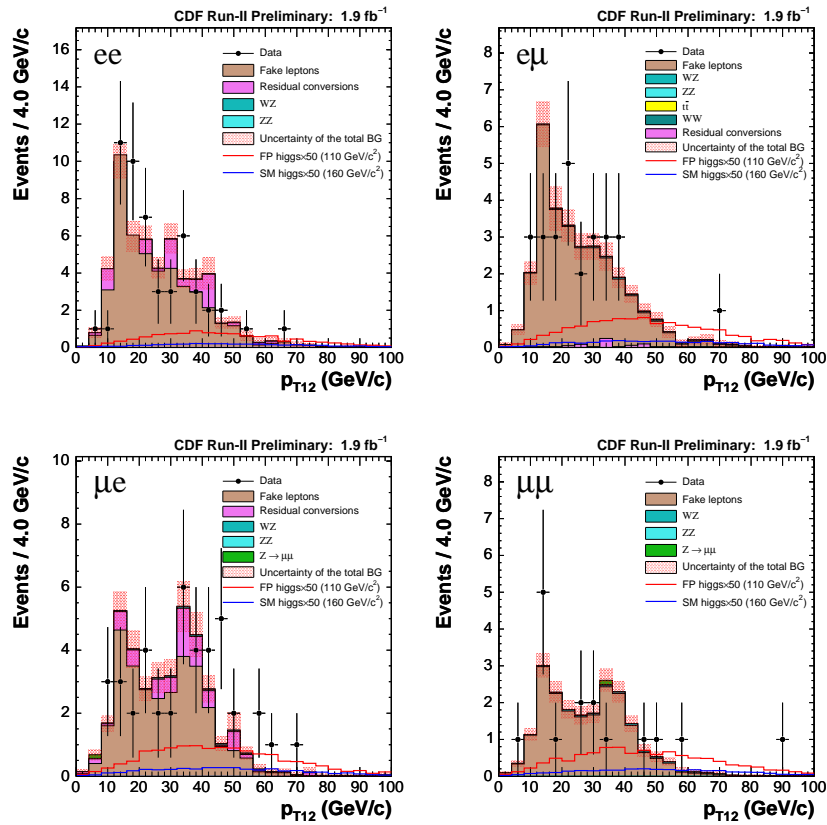 CDF Run-II Preliminary: 1.9 fb⁻¹
ee
Events / 4.0 GeV/c
16
14
12
10
8
6
4
2
0
Data
Fake leptons
Residual conversions
WZ
ZZ
Uncertainty of the total BG
FP higgs×50 (110 GeV/c²)
SM higgs×50 (160 GeV/c²)
0 10 20 30 40 50 60 70 80 90 100
p_T12 (GeV/c)
CDF Run-II Preliminary: 1.9 fb⁻¹
eμ
Events / 4.0 GeV/c
8
7
6
5
4
3
2
1
0
Data
Fake leptons
WZ
ZZ
tt̄
WW
Residual conversions
Uncertainty of the total BG
FP higgs×50 (110 GeV/c²)
SM higgs×50 (160 GeV/c²)
0 10 20 30 40 50 60 70 80 90 100
p_T12 (GeV/c)
CDF Run-II Preliminary: 1.9 fb⁻¹
μe
Events / 4.0 GeV/c
10
8
6
4
2
0
Data
Fake leptons
Residual conversions
WZ
ZZ
Z→μμ
Uncertainty of the total BG
FP higgs×50 (110 GeV/c²)
SM higgs×50 (160 GeV/c²)
0 10 20 30 40 50 60 70 80 90 100
p_T12 (GeV/c)
CDF Run-II Preliminary: 1.9 fb⁻¹
μμ
Events / 4.0 GeV/c
8
7
6
5
4
3
2
1
0
Data
Fake leptons
WZ
ZZ
Z→μμ
Uncertainty of the total BG
FP higgs×50 (110 GeV/c²)
SM higgs×50 (160 GeV/c²)
0 10 20 30 40 50 60 70 80 90 100
p_T12 (GeV/c)